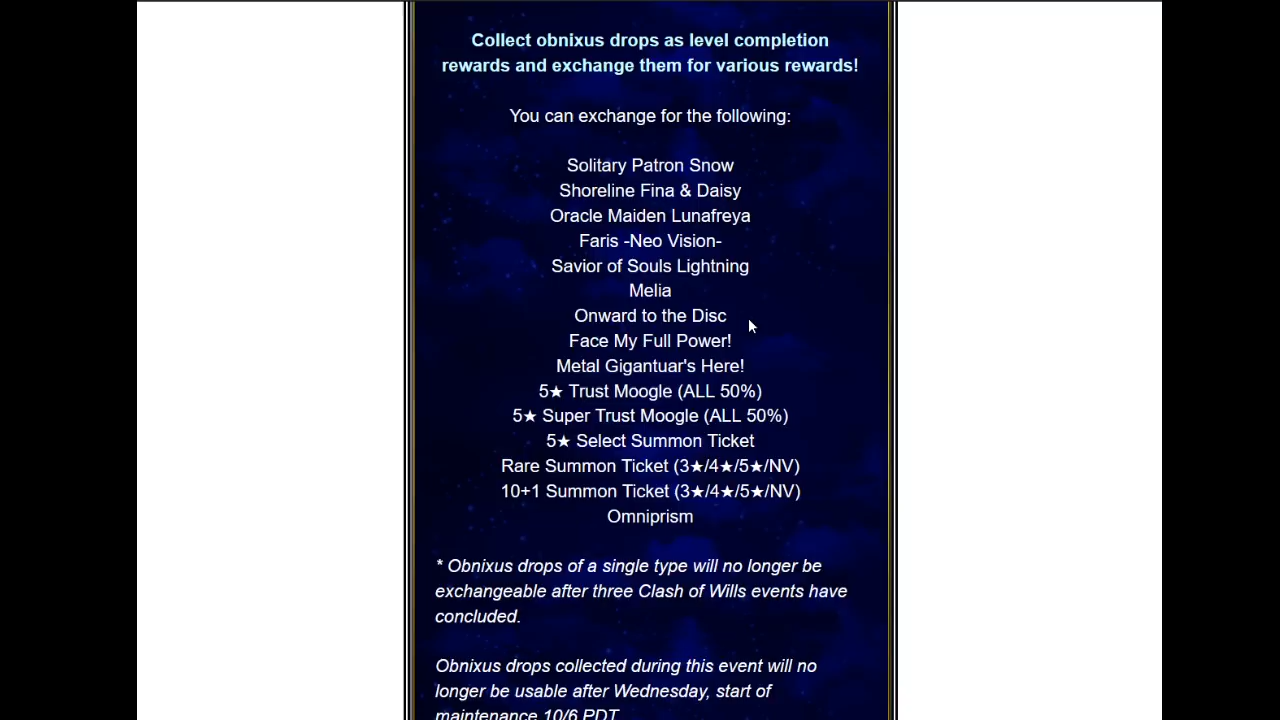 Collect obnixus drops as level completion
rewards and exchange them for various rewards!
You can exchange for the following:
Solitary Patron Snow
Shoreline Fina & Daisy
Oracle Maiden Lunafreya
Faris -Neo Vision-
Savior of Souls Lightning
Melia
Onward to the Disc
Face My Full Power!
Metal Gigantuar's Here!
5★ Trust Moogle (ALL 50%)
5★ Super Trust Moogle (ALL 50%)
5★ Select Summon Ticket
Rare Summon Ticket (3★/4★/5★/NV)
10+1 Summon Ticket (3★/4★/5★/NV)
Omniprism
* Obnixus drops of a single type will no longer be
exchangeable after three Clash of Wills events have
concluded.
Obnixus drops collected during this event will no
longer be usable after Wednesday, start of
maintenance 10/6 PDT